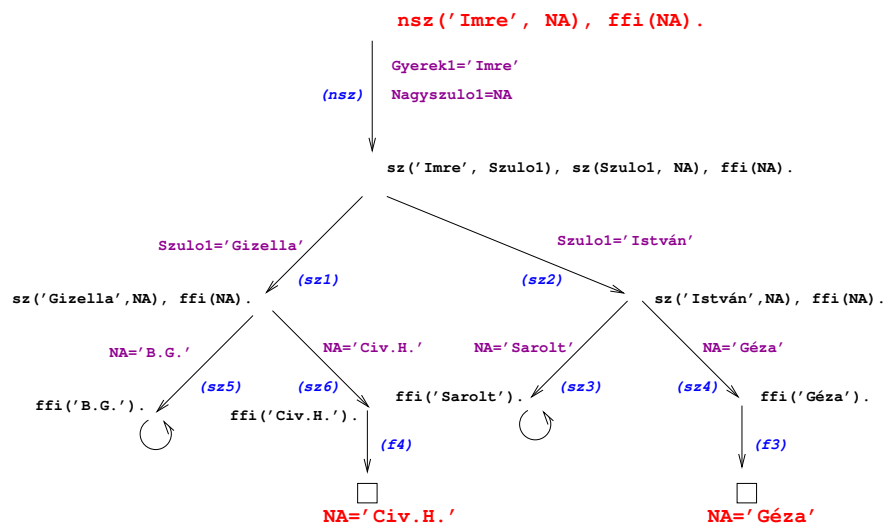 nsz('Imre', NA), ffi(NA).
Gyerek1='Imre'
(nsz) Nagyszulo1=NA
sz('Imre', Szulo1), sz(Szulo1, NA), ffi(NA).
Szulo1='Gizella' Szulo1='István'
(sz1) (sz2)
sz('Gizella',NA), ffi(NA). sz('István',NA), ffi(NA).
NA='B.G.' NA='Civ.H.' NA='Sarolt' NA='Géza'
(sz5) (sz6) (sz3) (sz4)
ffi('B.G.'). ffi('Civ.H.'). ffi('Sarolt'). ffi('Géza').
(f4) (f3)
NA='Civ.H.' NA='Géza'